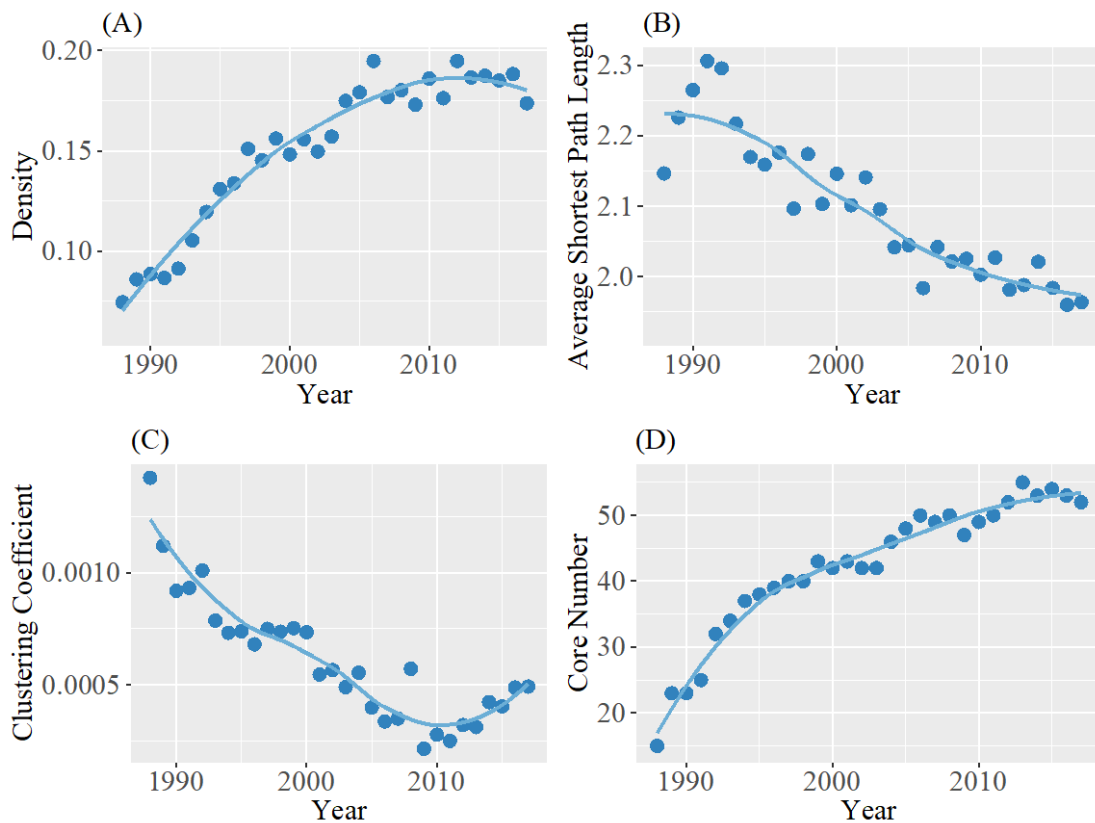 (A)
0.20
0.15
0.10
Density
1990 2000 2010
Year
(B)
2.3
2.2
2.1
2.0
Average Shortest Path Length
1990 2000 2010
Year
(C)
0.0010
0.0005
Clustering Coefficient
1990 2000 2010
Year
(D)
50
40
30
20
Core Number
1990 2000 2010
Year